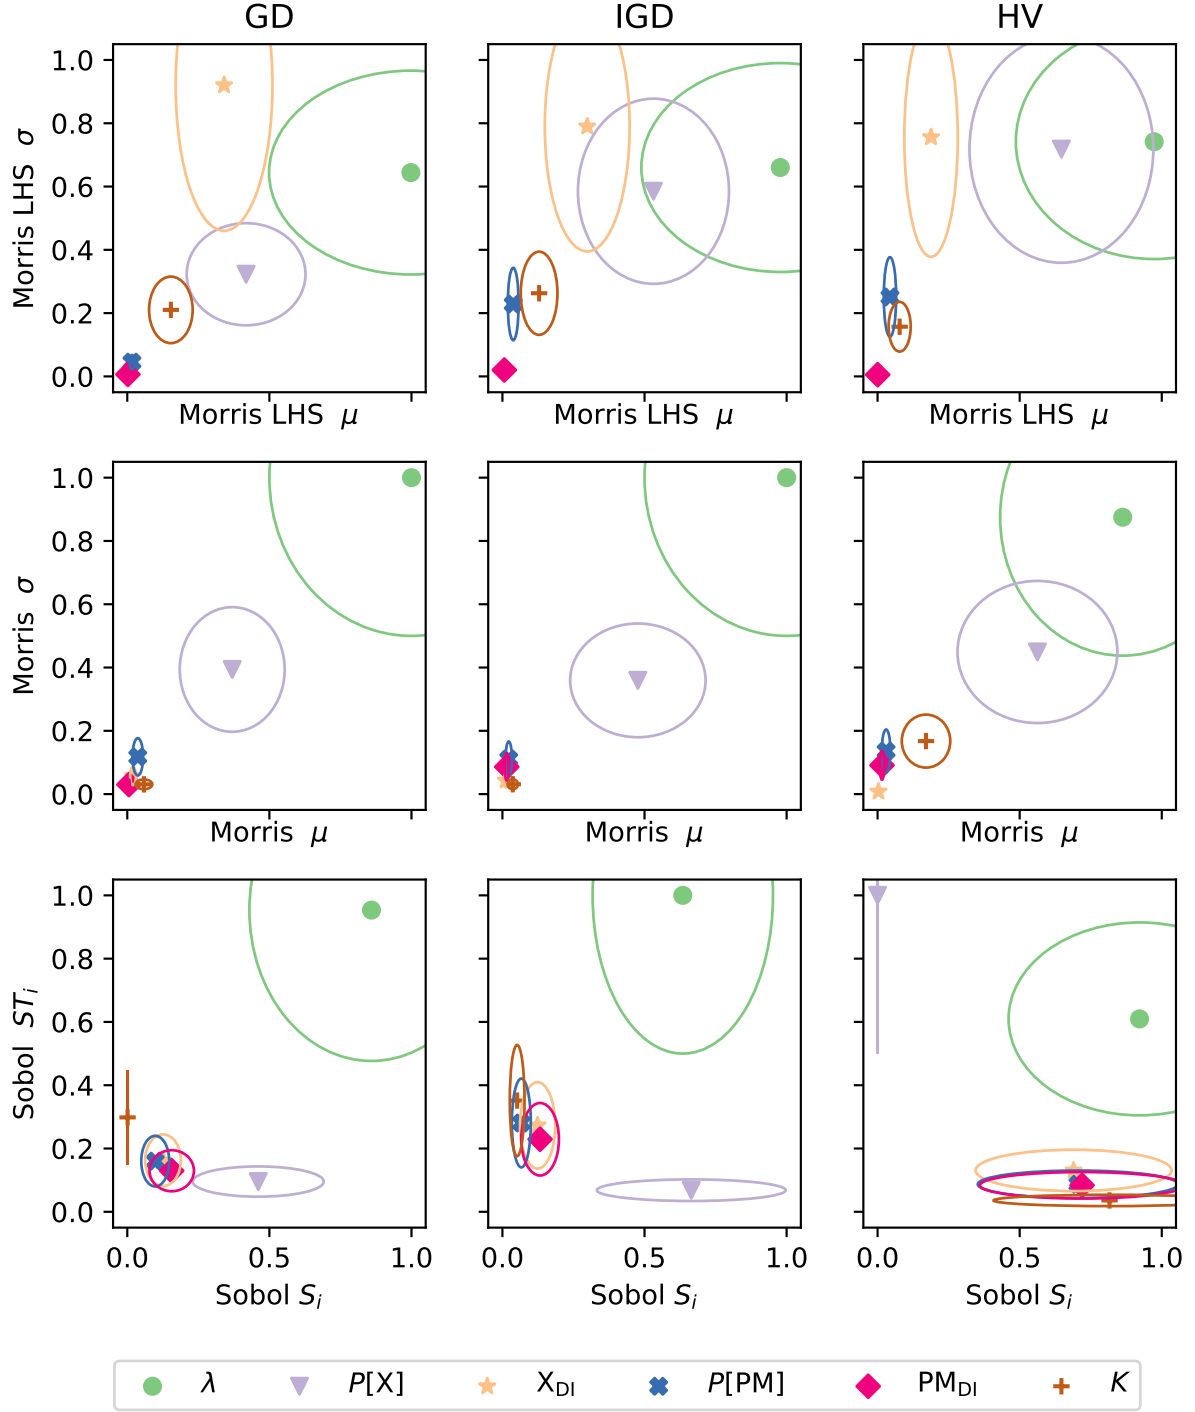 GD IGD HV
Morris LHS σ
1.0
0.8
0.6
0.4
0.2
0.0
Morris LHS μ Morris LHS μ Morris LHS μ
Morris σ
1.0
0.8
0.6
0.4
0.2
0.0
Morris μ Morris μ Morris μ
Sobol STᵢ
1.0
0.8
0.6
0.4
0.2
0.0
0.0 0.5 1.0 0.0 0.5 1.0 0.0 0.5 1.0
Sobol Sᵢ Sobol Sᵢ Sobol Sᵢ
λ P[X] X_DI P[PM] PM_DI K